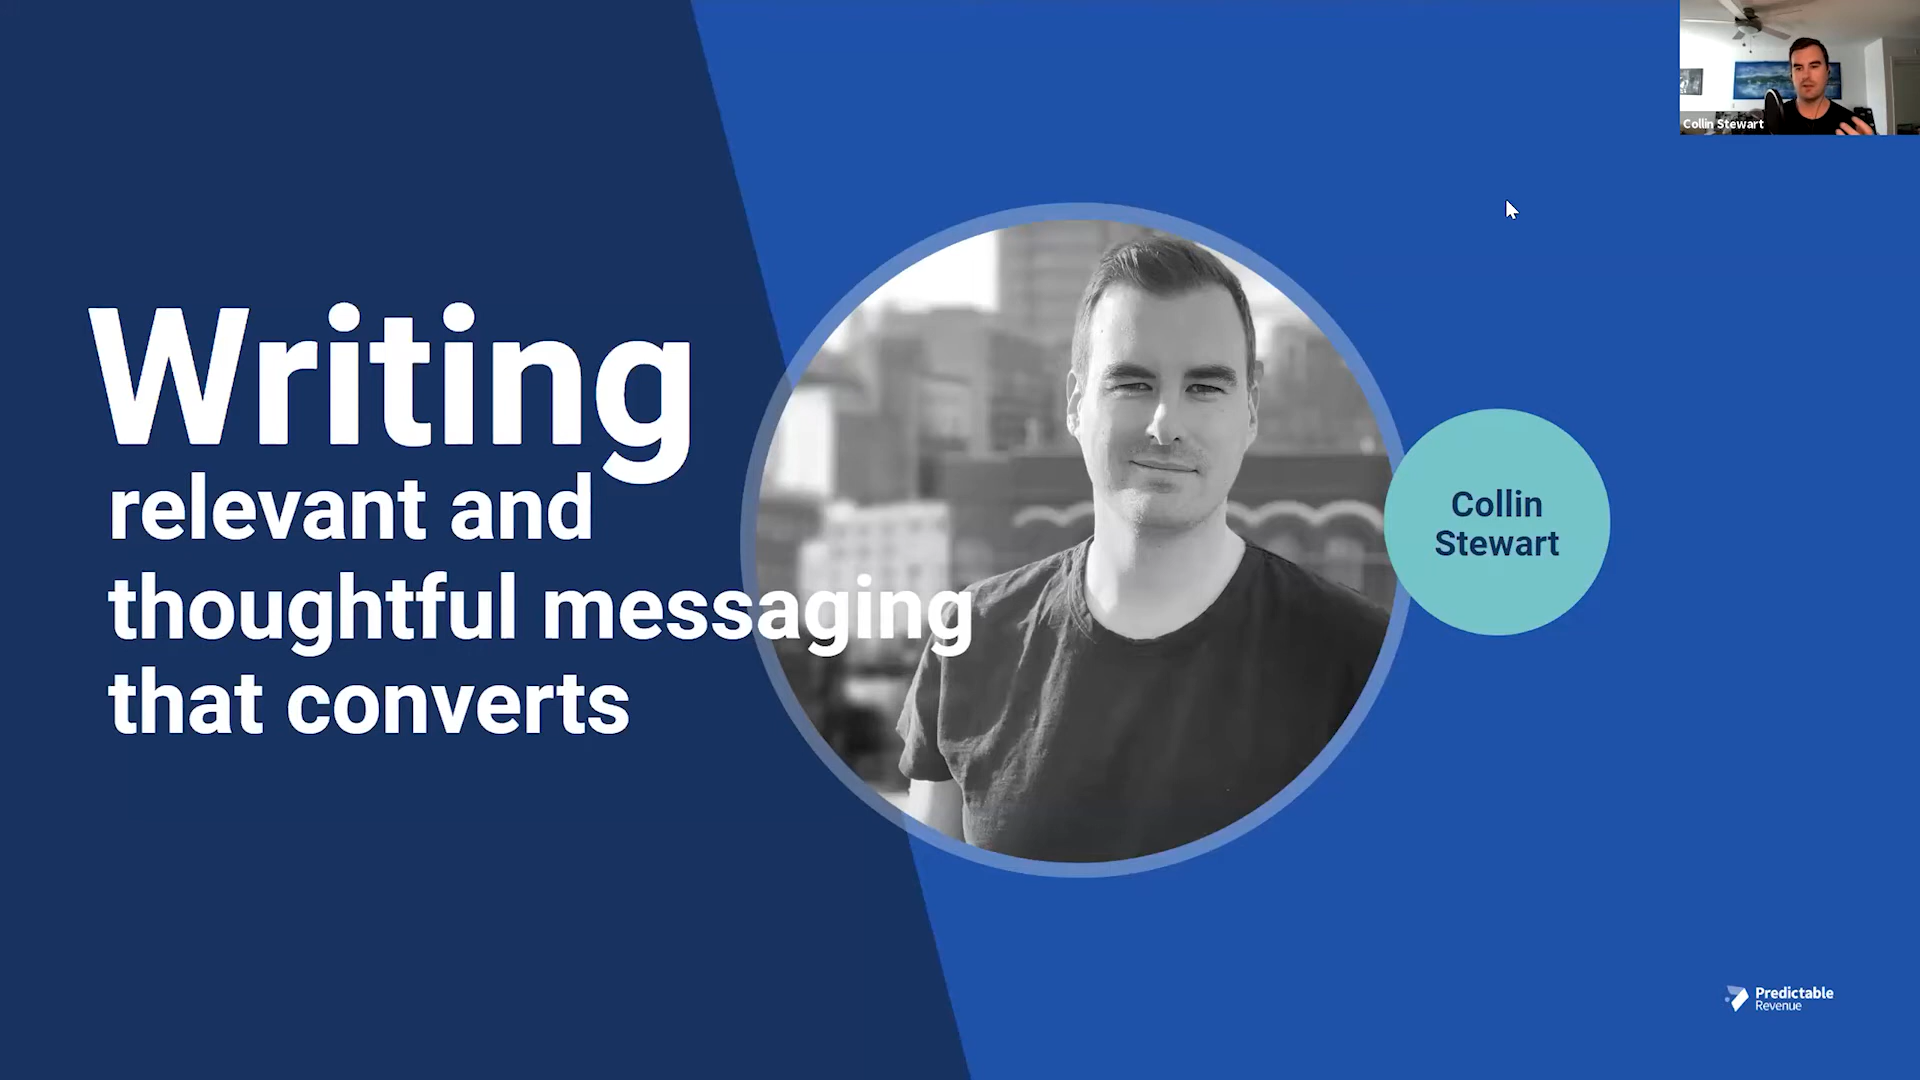 Collin Stewart
Writing
relevant and
thoughtful messaging
that converts
Collin
Stewart
Predictable
Revenue